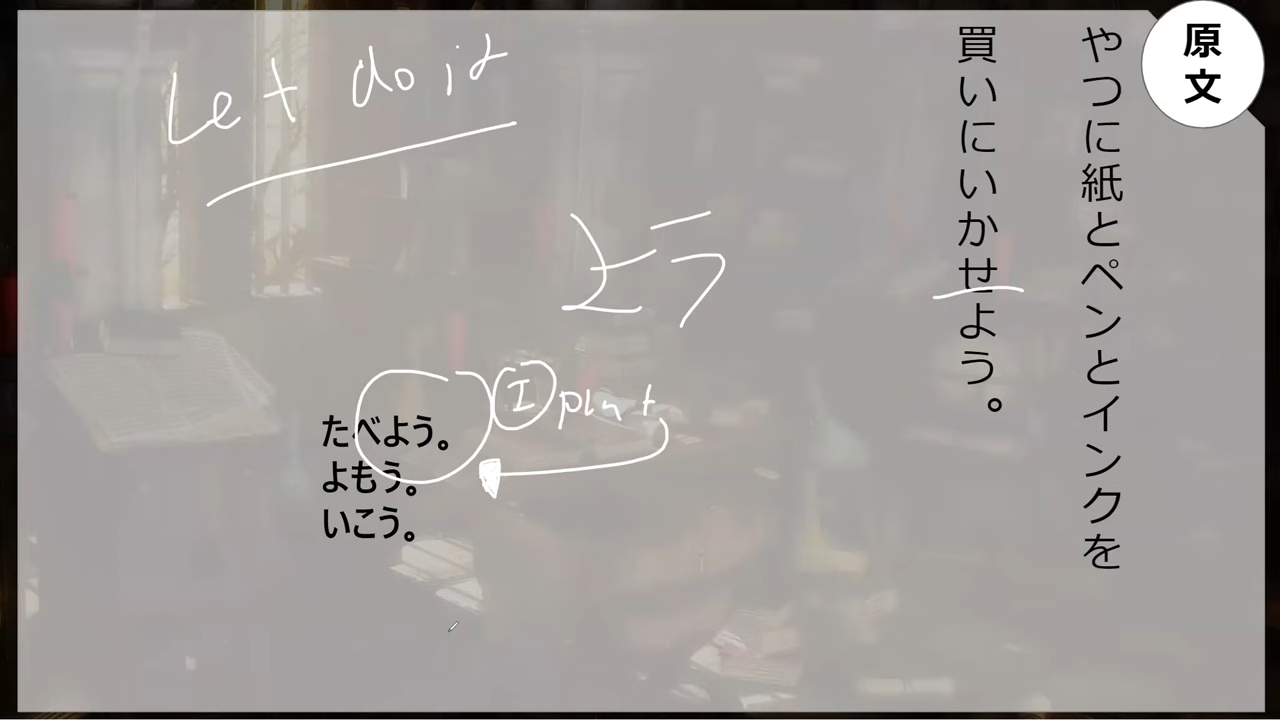 原文
やつに紙とペンとインクを
買いにいかせよう。
Let do it
よう
I plnt
たべよう。
よもう。
いこう。